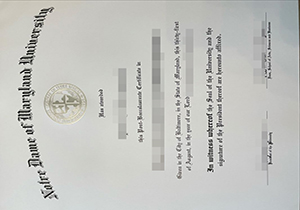 Notre Dame of Maryland University
Has awarded
this Post-Baccalaureate Certificate in
Given in the City of Baltimore, in the State of Maryland, this thirty-first
of August, in the year of our Lord
In witness whereof the Seal of the University and the
signature of the President thereof are hereunto affixed.
President of the University